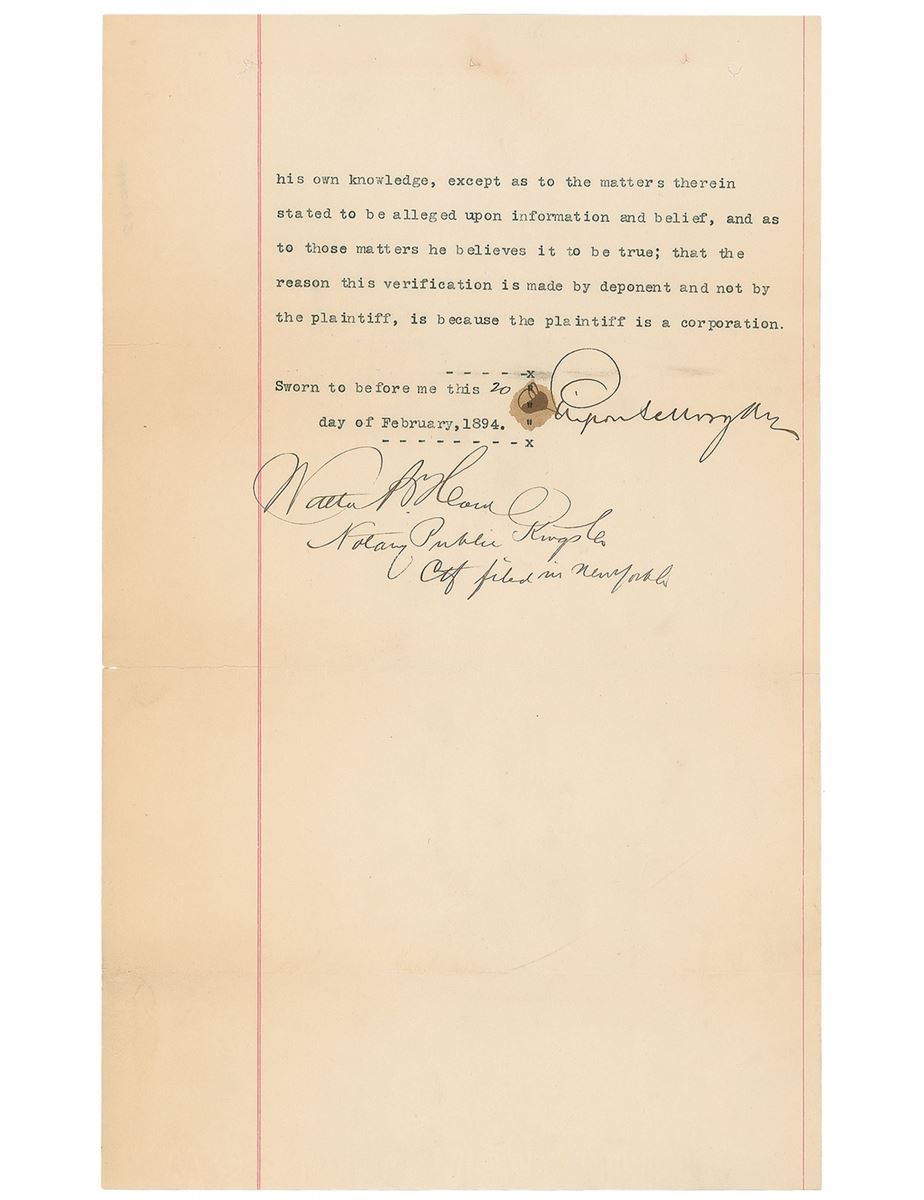 his own knowledge, except as to the matters therein
stated to be alleged upon information and belief, and as
to those matters he believes it to be true; that the
reason this verification is made by deponent and not by
the plaintiff, is because the plaintiff is a corporation.
- - - - -x
Sworn to before me this 20 "
" J Pierpont Morgan
day of February,1894. "
- - - - - - - - x
Notary Public Kings Co
Ctf filed in New York Co